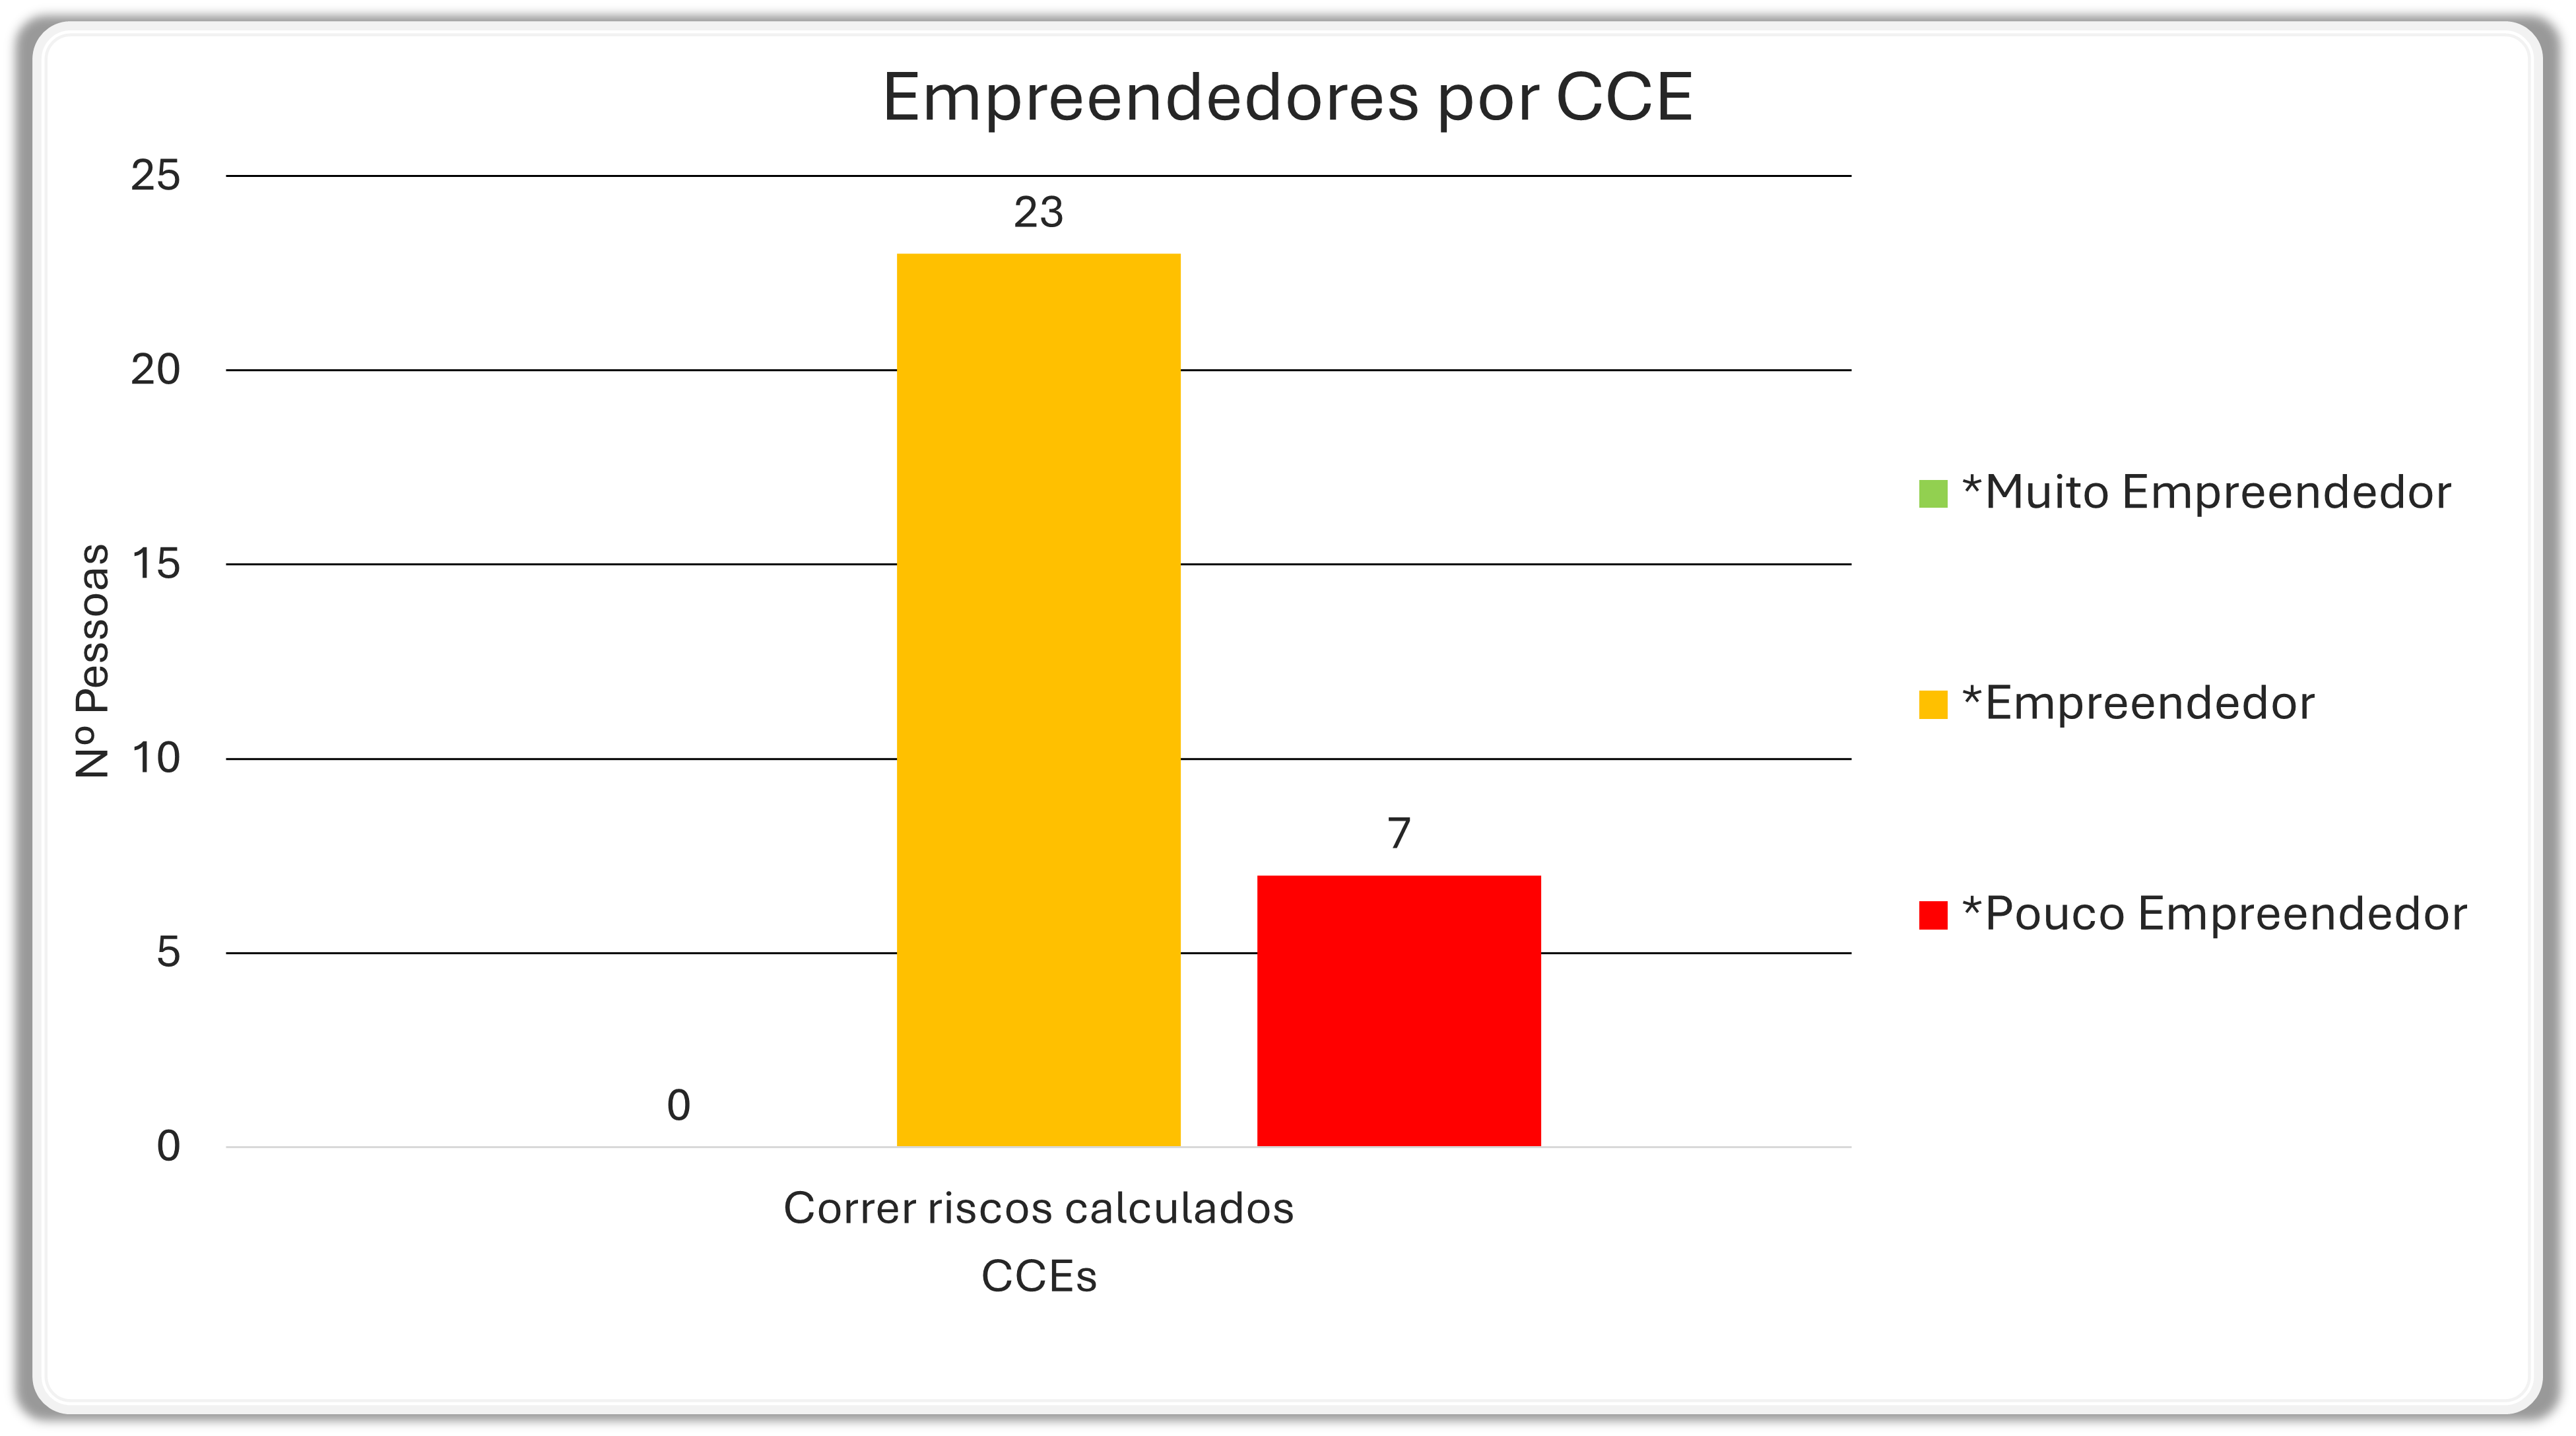 Empreendedores por CCE
25
20
15
10
5
0
Nº Pessoas
0
23
7
Correr riscos calculados
CCEs
*Muito Empreendedor
*Empreendedor
*Pouco Empreendedor